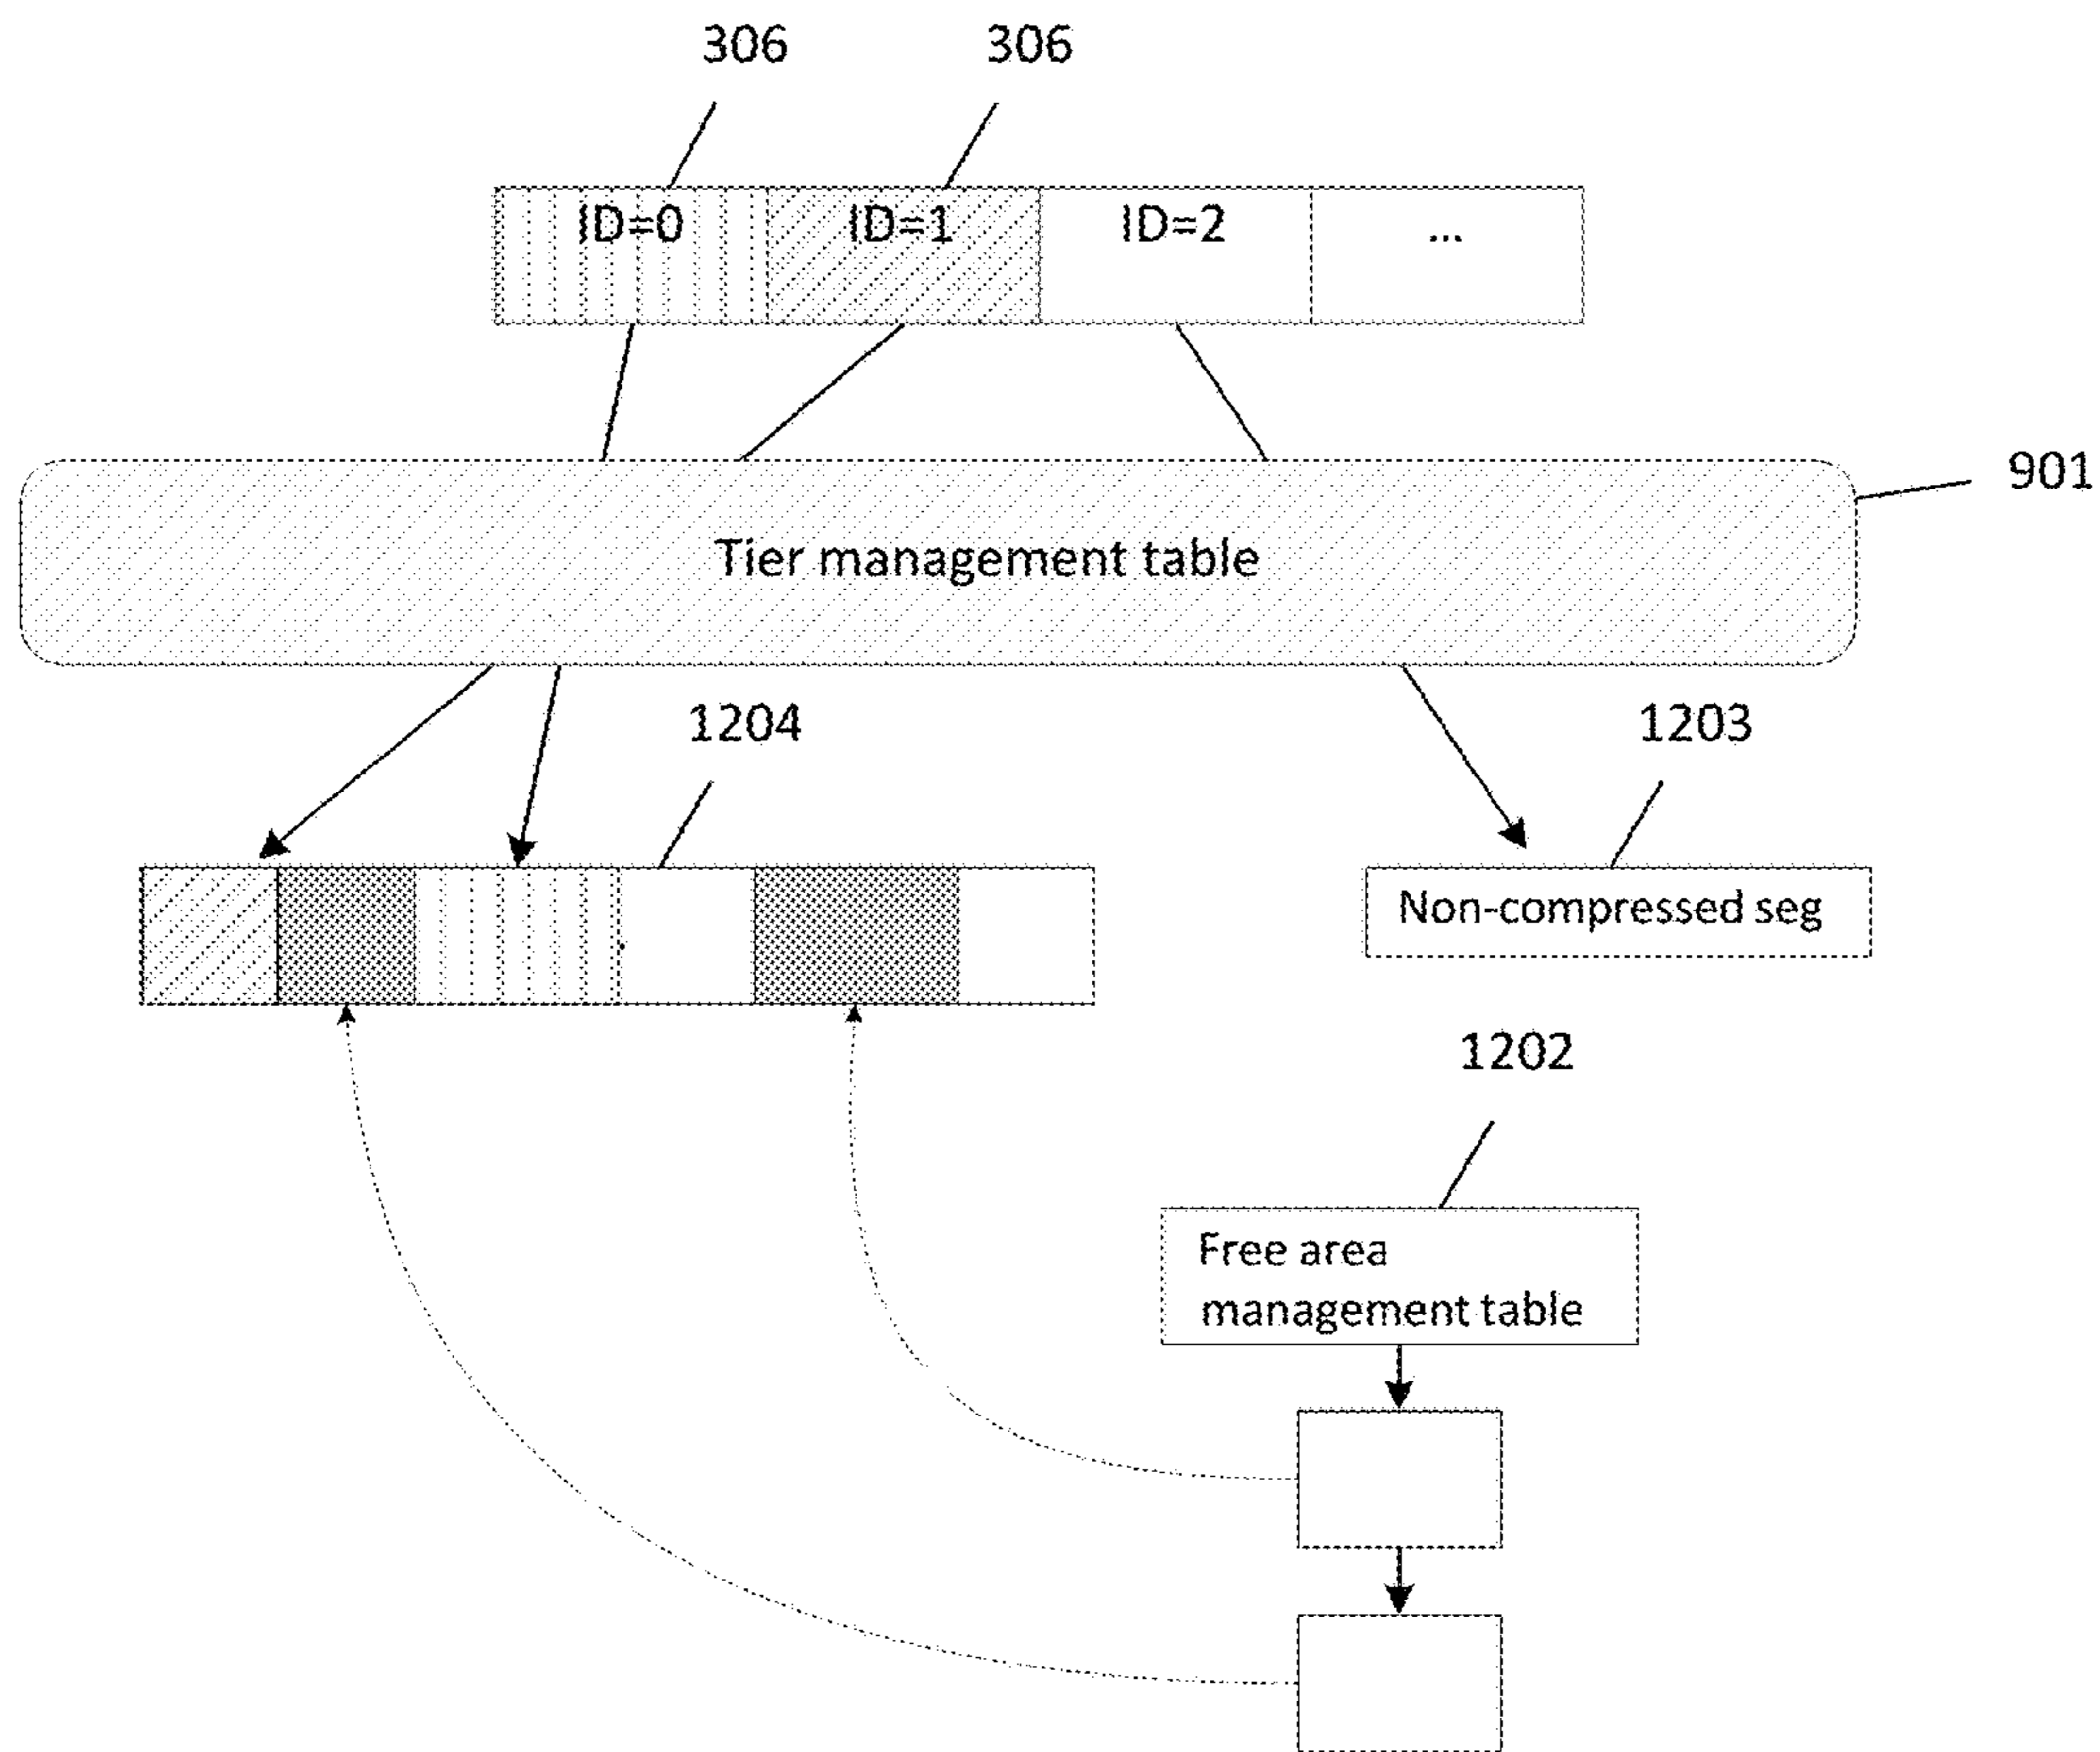 306
306
ID=0
ID=1
ID=2
...
901
Tier management table
1204
1203
Non-compressed seg
1202
Free area
management table